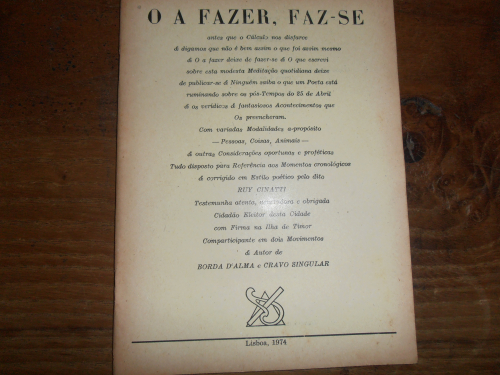 O A FAZER, FAZ-SE
antes que o Cálculo nos disfarce
& digamos que não é bem assim o que foi assim mesmo
& O a fazer deixe de fazer-se & O que escrevi
sobre esta modesta Meditação quotidiana deixe
de publicar-se & Ninguém saiba o que um Poeta está
ruminando sobre os pós-Tempos do 25 de Abril
& os verídicos & fantasiosos Acontecimentos que
Os preencheram.
Com variadas Modalidades a-propósito
— Pessoas, Coisas, Animais —
& outras Considerações oportunas e proféticas
Tudo disposto para Referência aos Momentos cronológicos
& corrigido em Estilo poético pelo dito
RUY CINATTI
Testemunha atenta, e obrigada
Cidadão Eleitor desta Cidade
com Firma na Ilha de Timor
Comparticipante em dois Movimentos
& Autor de
BORDA D'ALMA e CRAVO SINGULAR
Lisboa, 1974